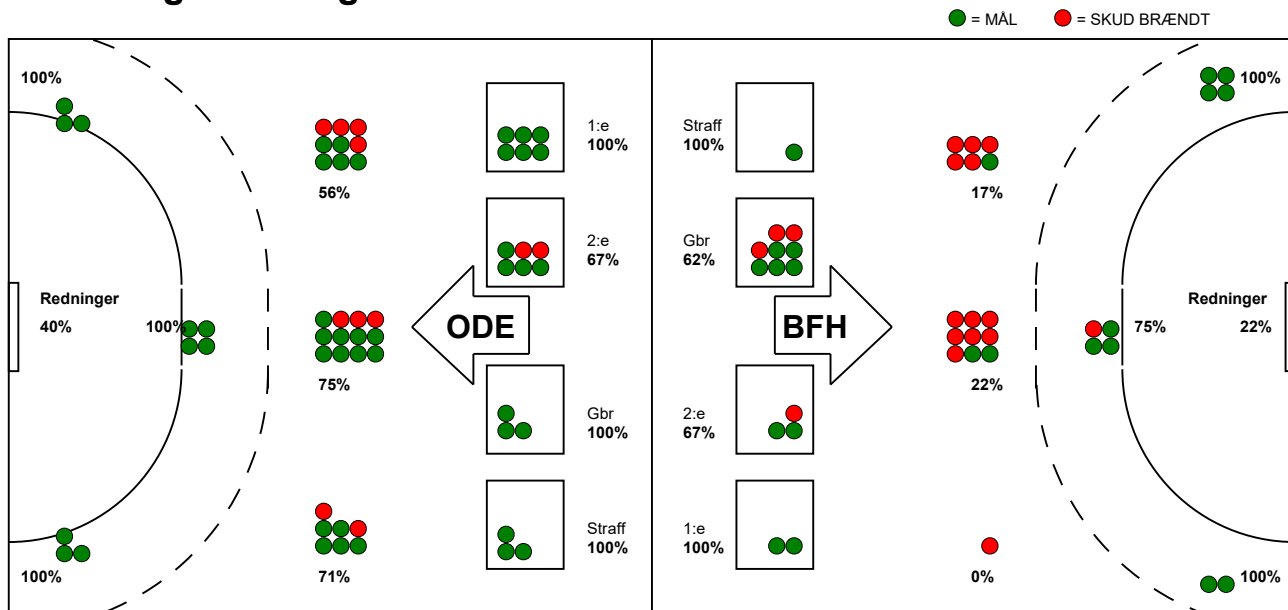 = MÅL
= SKUD BRÆNDT
100%
56%
1:e
100%
2:e
67%
Redninger
40%
100%
75%
ODE
Gbr
100%
71%
Straff
100%
100%
Straff
100%
17%
100%
Gbr
62%
BFH
22%
75%
Redninger
22%
2:e
67%
1:e
100%
0%
100%